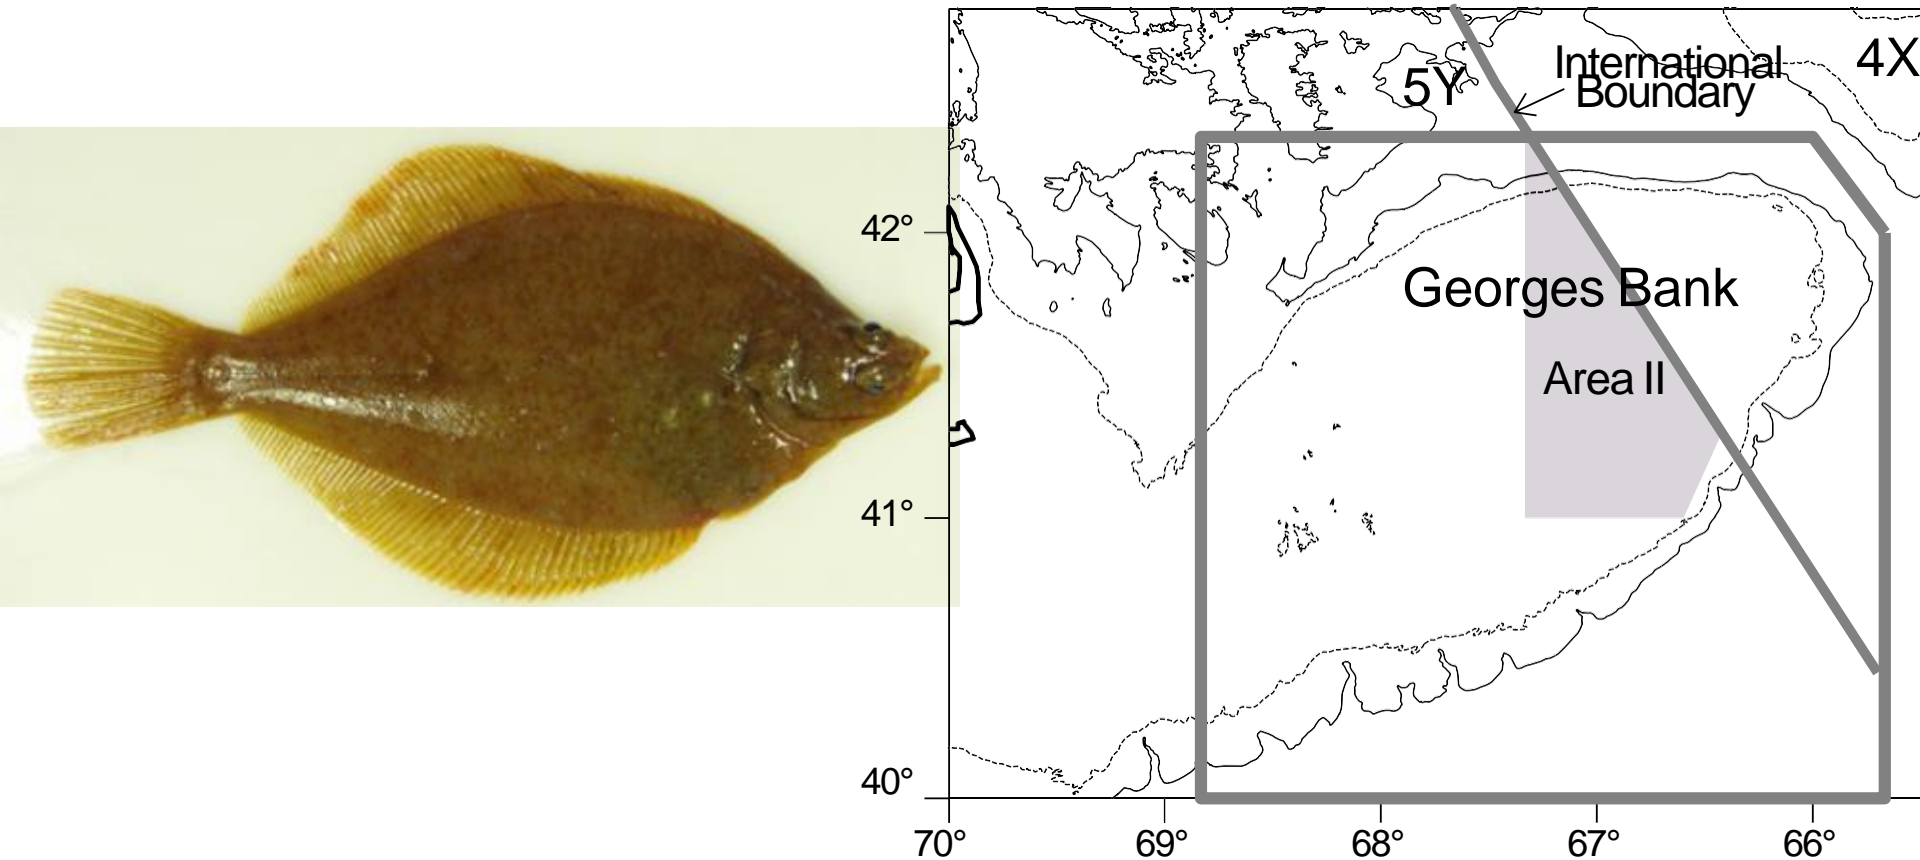 International
4X
5Y
Boundary
42°
Georges Bank
Area II
41°
40°
70°
69°
68°
67°
66°